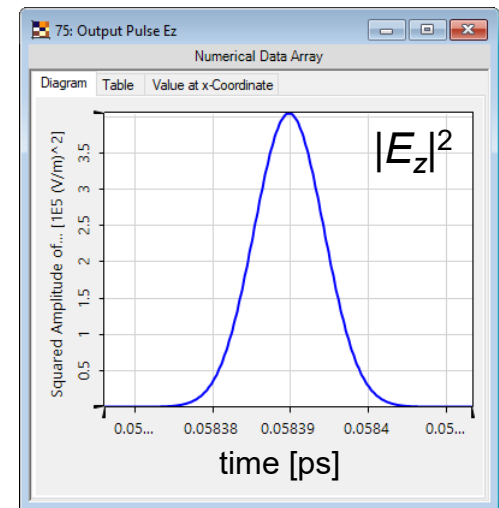 75: Output Pulse Ez
Numerical Data Array
Diagram Table Value at x-Coordinate
|E_z|²
Squared Amplitude of... [1E5 (V/m)^2]
3.5
3
2.5
2
1.5
1
0.5
0.05... 0.05838 0.05839 0.0584 0.05...
time [ps]